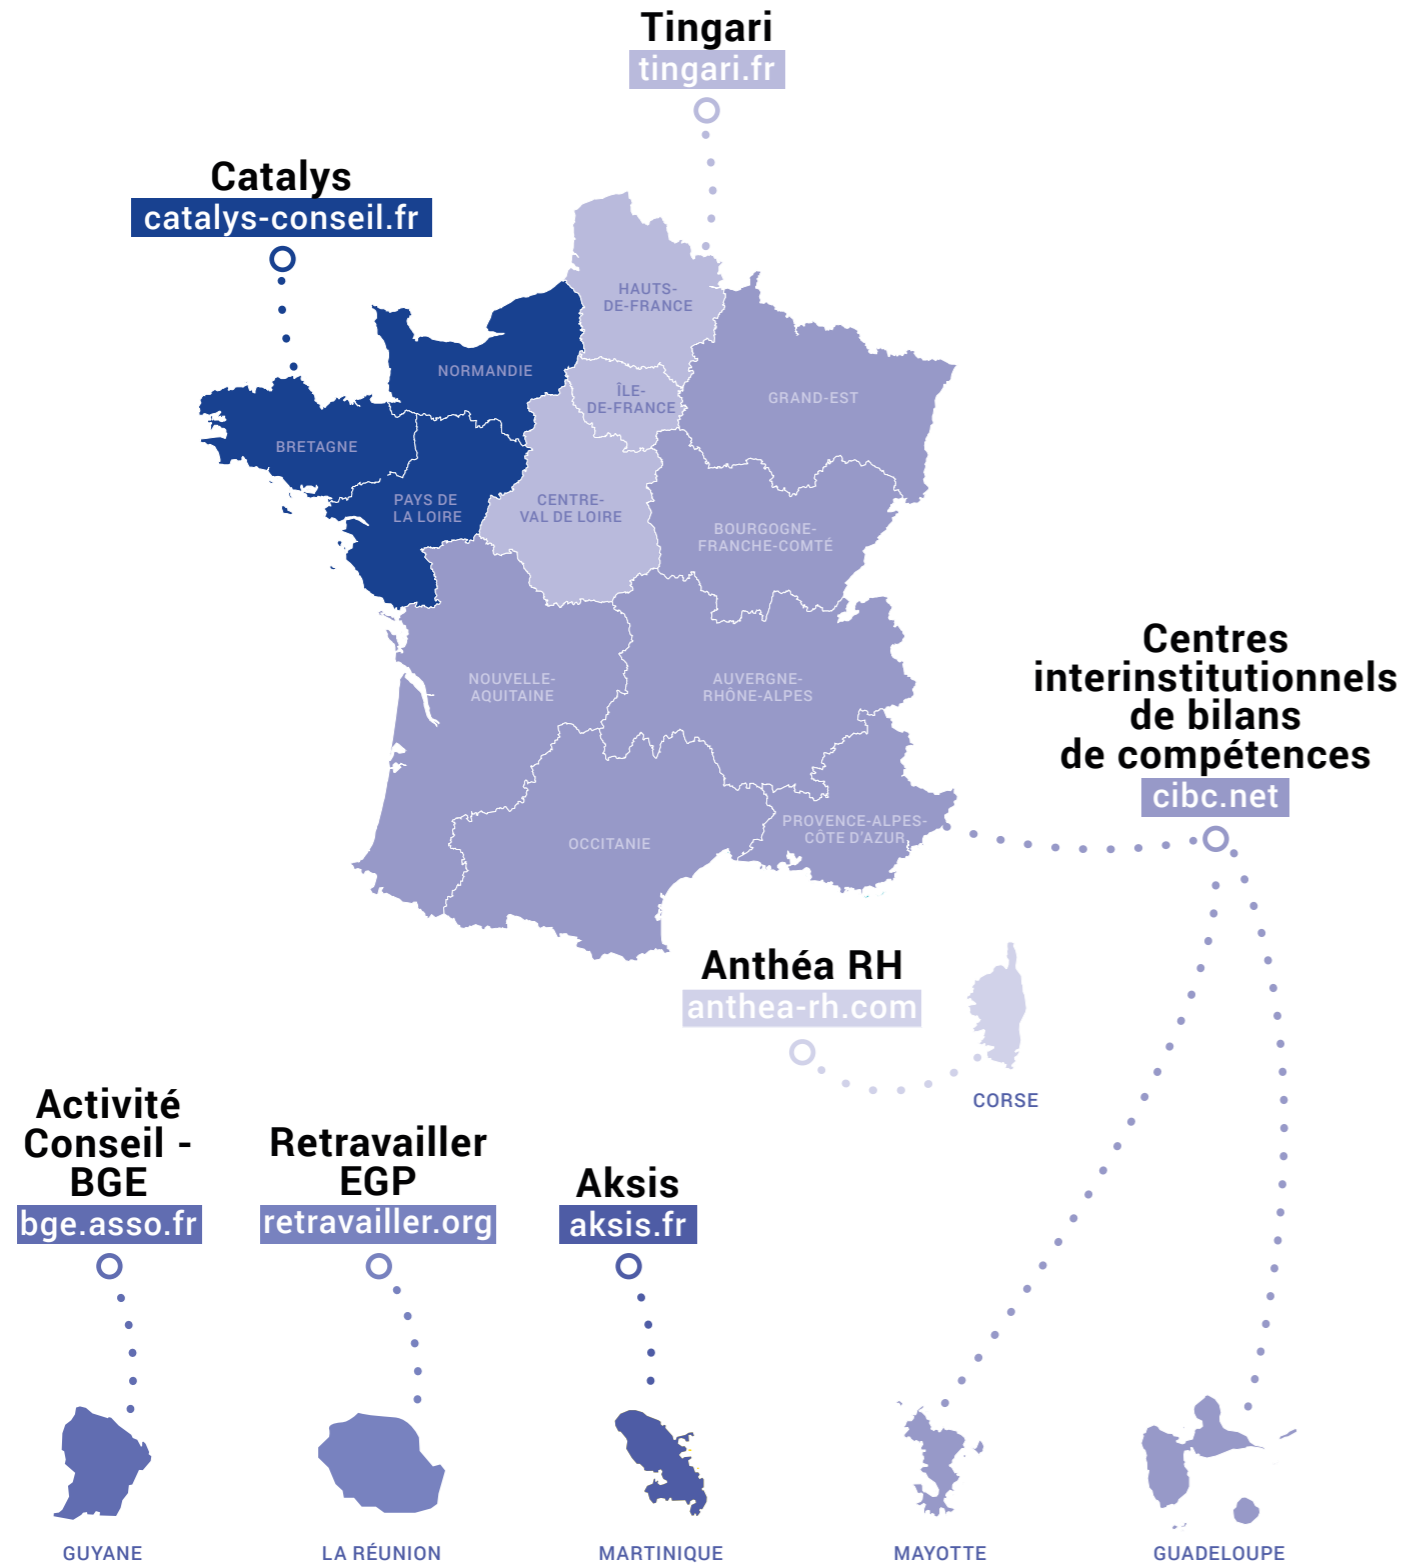 Tingari
tingari.fr
Catalys
catalys-conseil.fr
HAUTS-
DE-FRANCE
NORMANDIE
ÎLE-
DE-FRANCE
GRAND-EST
BRETAGNE
PAYS DE
LA LOIRE
CENTRE-
VAL DE LOIRE
BOURGOGNE-
FRANCHE-COMTÉ
NOUVELLE-
AQUITAINE
AUVERGNE-
RHÔNE-ALPES
OCCITANIE
PROVENCE-ALPES-
CÔTE D'AZUR
Centres
interinstitutionnels
de bilans
de compétences
cibc.net
Anthéa RH
anthea-rh.com
CORSE
Activité
Conseil -
BGE
bge.asso.fr
Retravailler
EGP
retravailler.org
Aksis
aksis.fr
GUYANE
LA RÉUNION
MARTINIQUE
MAYOTTE
GUADELOUPE